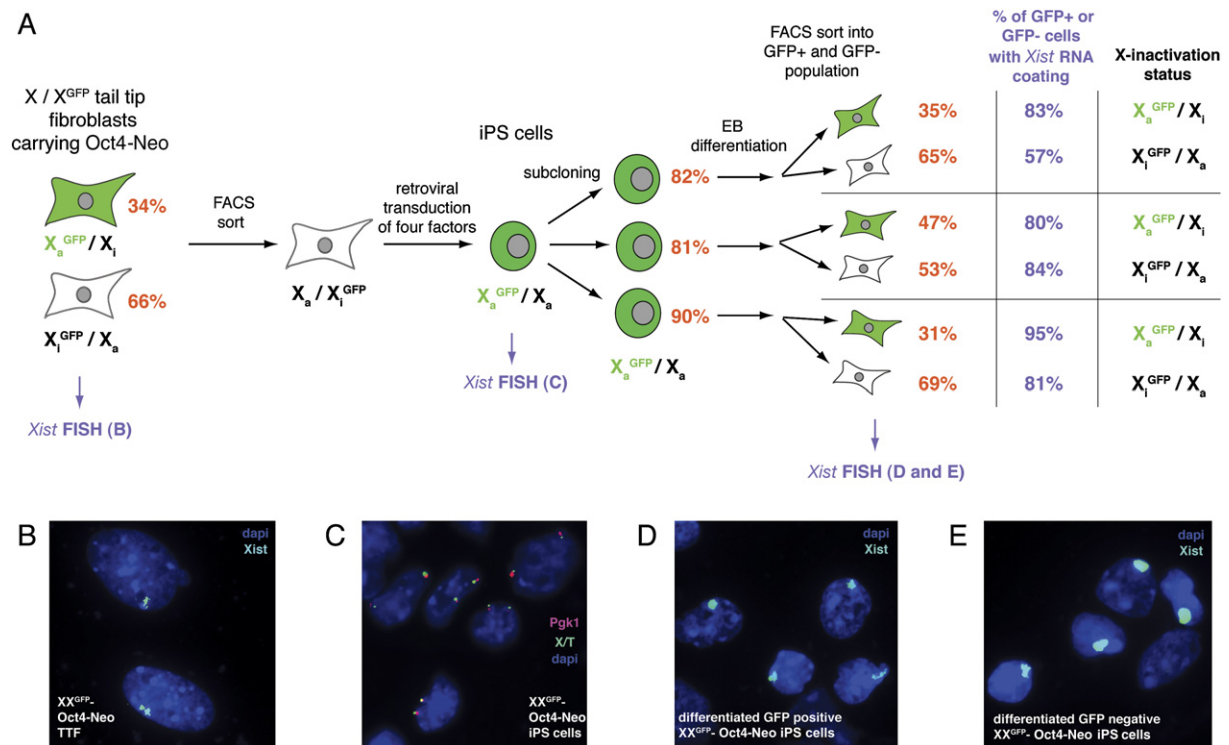 A
X / X^GFP tail tip
fibroblasts
carrying Oct4-Neo
34%
X_a^GFP / X_i
66%
X_i^GFP / X_a
Xist FISH (B)
FACS
sort
X_a / X_i^GFP
retroviral
transduction
of four factors
iPS cells
X_a^GFP / X_a
Xist FISH (C)
subcloning
82%
81%
90%
X_a^GFP / X_a
EB
differentiation
FACS sort into
GFP+ and GFP-
population
% of GFP+ or
GFP- cells
with Xist RNA
coating
X-inactivation
status
35% 83% X_a^GFP / X_i
65% 57% X_i^GFP / X_a
47% 80% X_a^GFP / X_i
53% 84% X_i^GFP / X_a
31% 95% X_a^GFP / X_i
69% 81% X_i^GFP / X_a
Xist FISH (D and E)
B
dapi
Xist
XX^GFP-
Oct4-Neo
TTF
C
Pgk1
X/T
dapi
XX^GFP-
Oct4-Neo
iPS cells
D
dapi
Xist
differentiated GFP positive
XX^GFP- Oct4-Neo iPS cells
E
dapi
Xist
differentiated GFP negative
XX^GFP- Oct4-Neo iPS cells